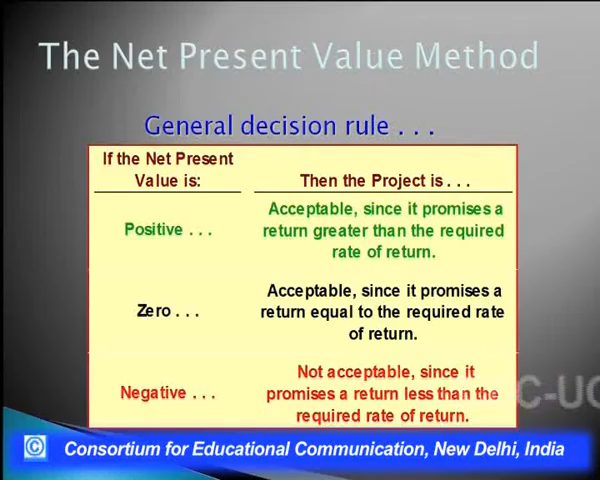 The Net Present Value Method
General decision rule . . .
If the Net Present
Value is:
Then the Project is . . .
Positive . . .
Acceptable, since it promises a
return greater than the required
rate of return.
Zero . . .
Acceptable, since it promises a
return equal to the required rate
of return.
Negative . . .
Not acceptable, since it
promises a return less than the
required rate of return.
C-UC
© Consortium for Educational Communication, New Delhi, India